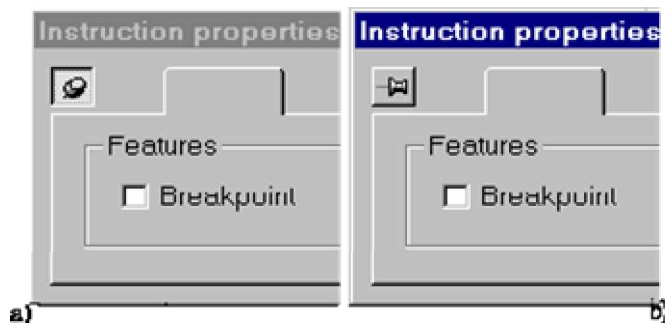 Instruction properties
Features
Breakpoint
a)
Instruction properties
Features
Breakpoint
b)